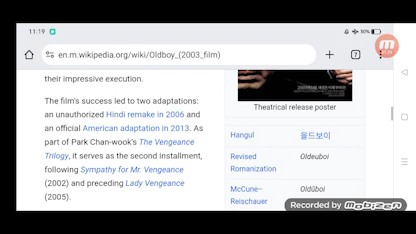 11:19
30%
en.m.wikipedia.org/wiki/Oldboy_(2003_film)
7
their impressive execution.
The film's success led to two adaptations:
an unauthorized Hindi remake in 2006 and
an official American adaptation in 2013. As
part of Park Chan-wook's The Vengeance
Trilogy, it serves as the second installment,
following Sympathy for Mr. Vengeance
(2002) and preceding Lady Vengeance
(2005).
Theatrical release poster
Hangul 올드보이
Revised Oldeuboi
Romanization
McCune– Oldŭboi
Reischauer
Recorded by Mobizen